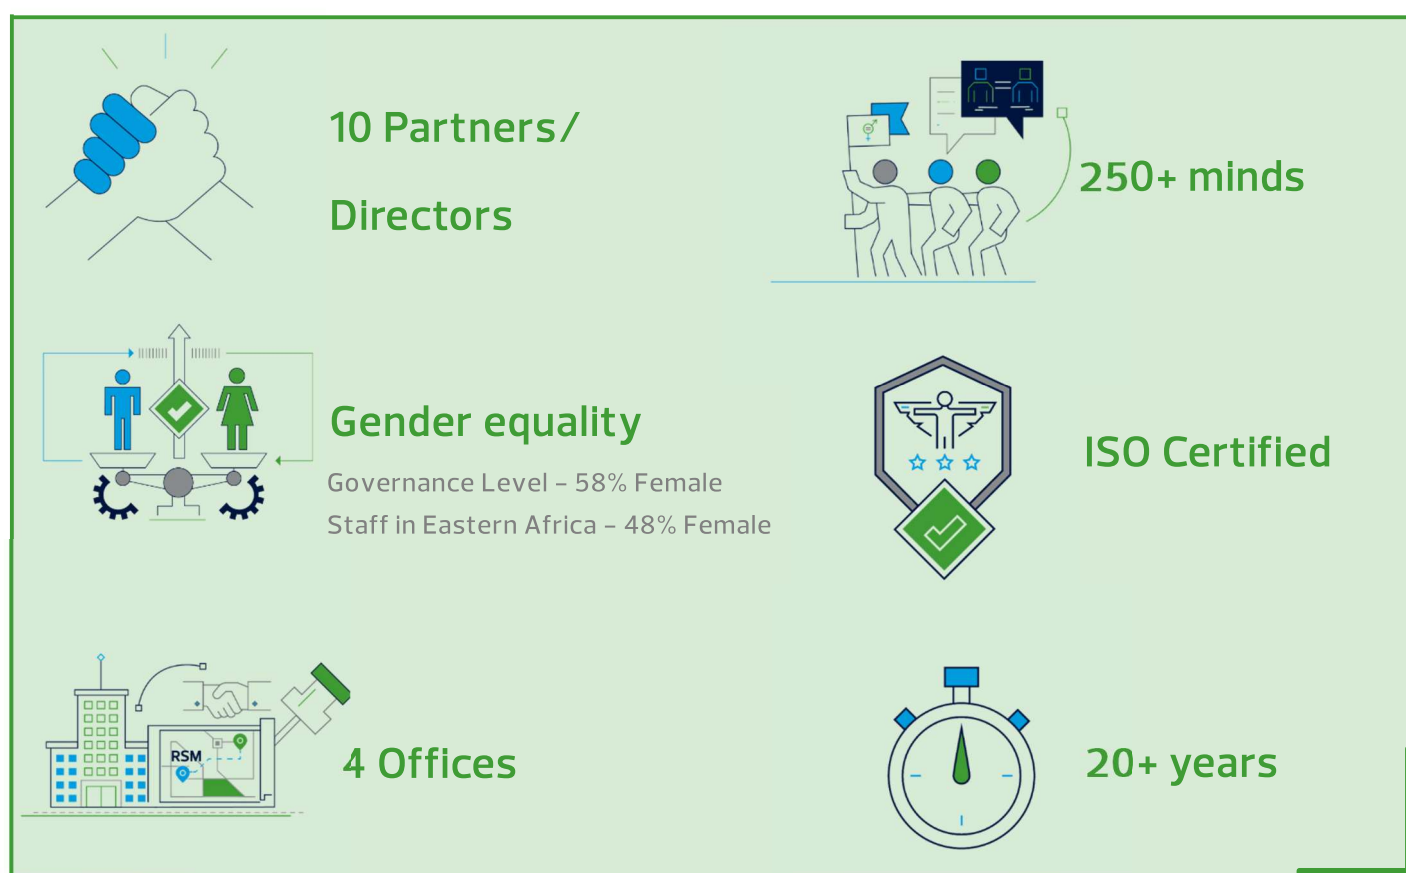 10 Partners/
Directors
250+ minds
Gender equality
Governance Level – 58% Female
Staff in Eastern Africa – 48% Female
ISO Certified
RSM
4 Offices
20+ years